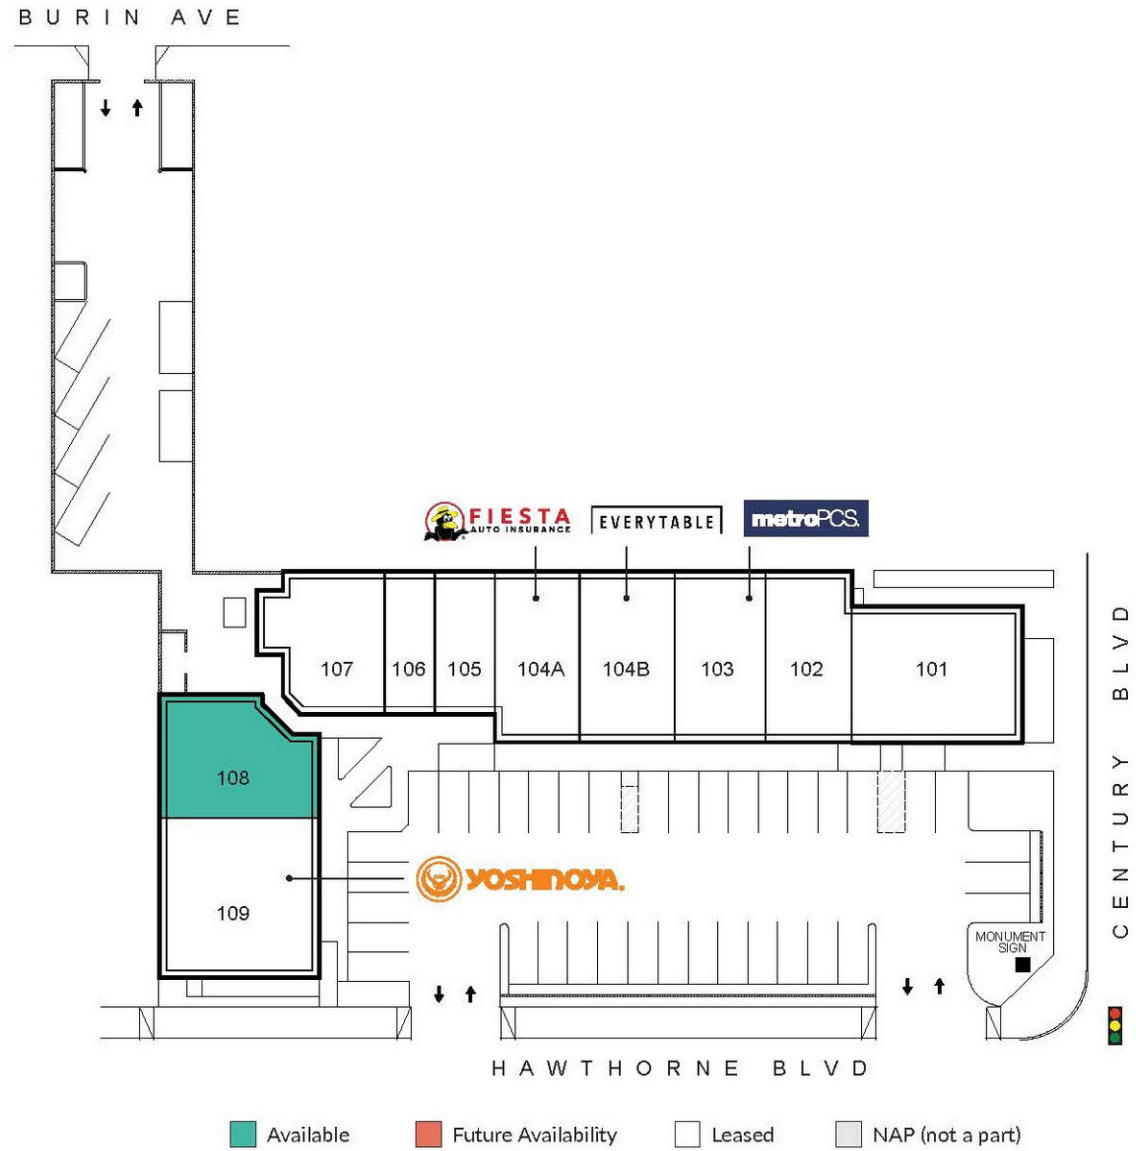 BURIN AVE
FIESTA
AUTO INSURANCE
EVERYTABLE
metroPCS.
107
106
105
104A
104B
103
102
101
CENTURY BLVD
108
YOSHINOYA.
109
MONUMENT
SIGN
HAWTHORNE BLVD
Available
Future Availability
Leased
NAP (not a part)